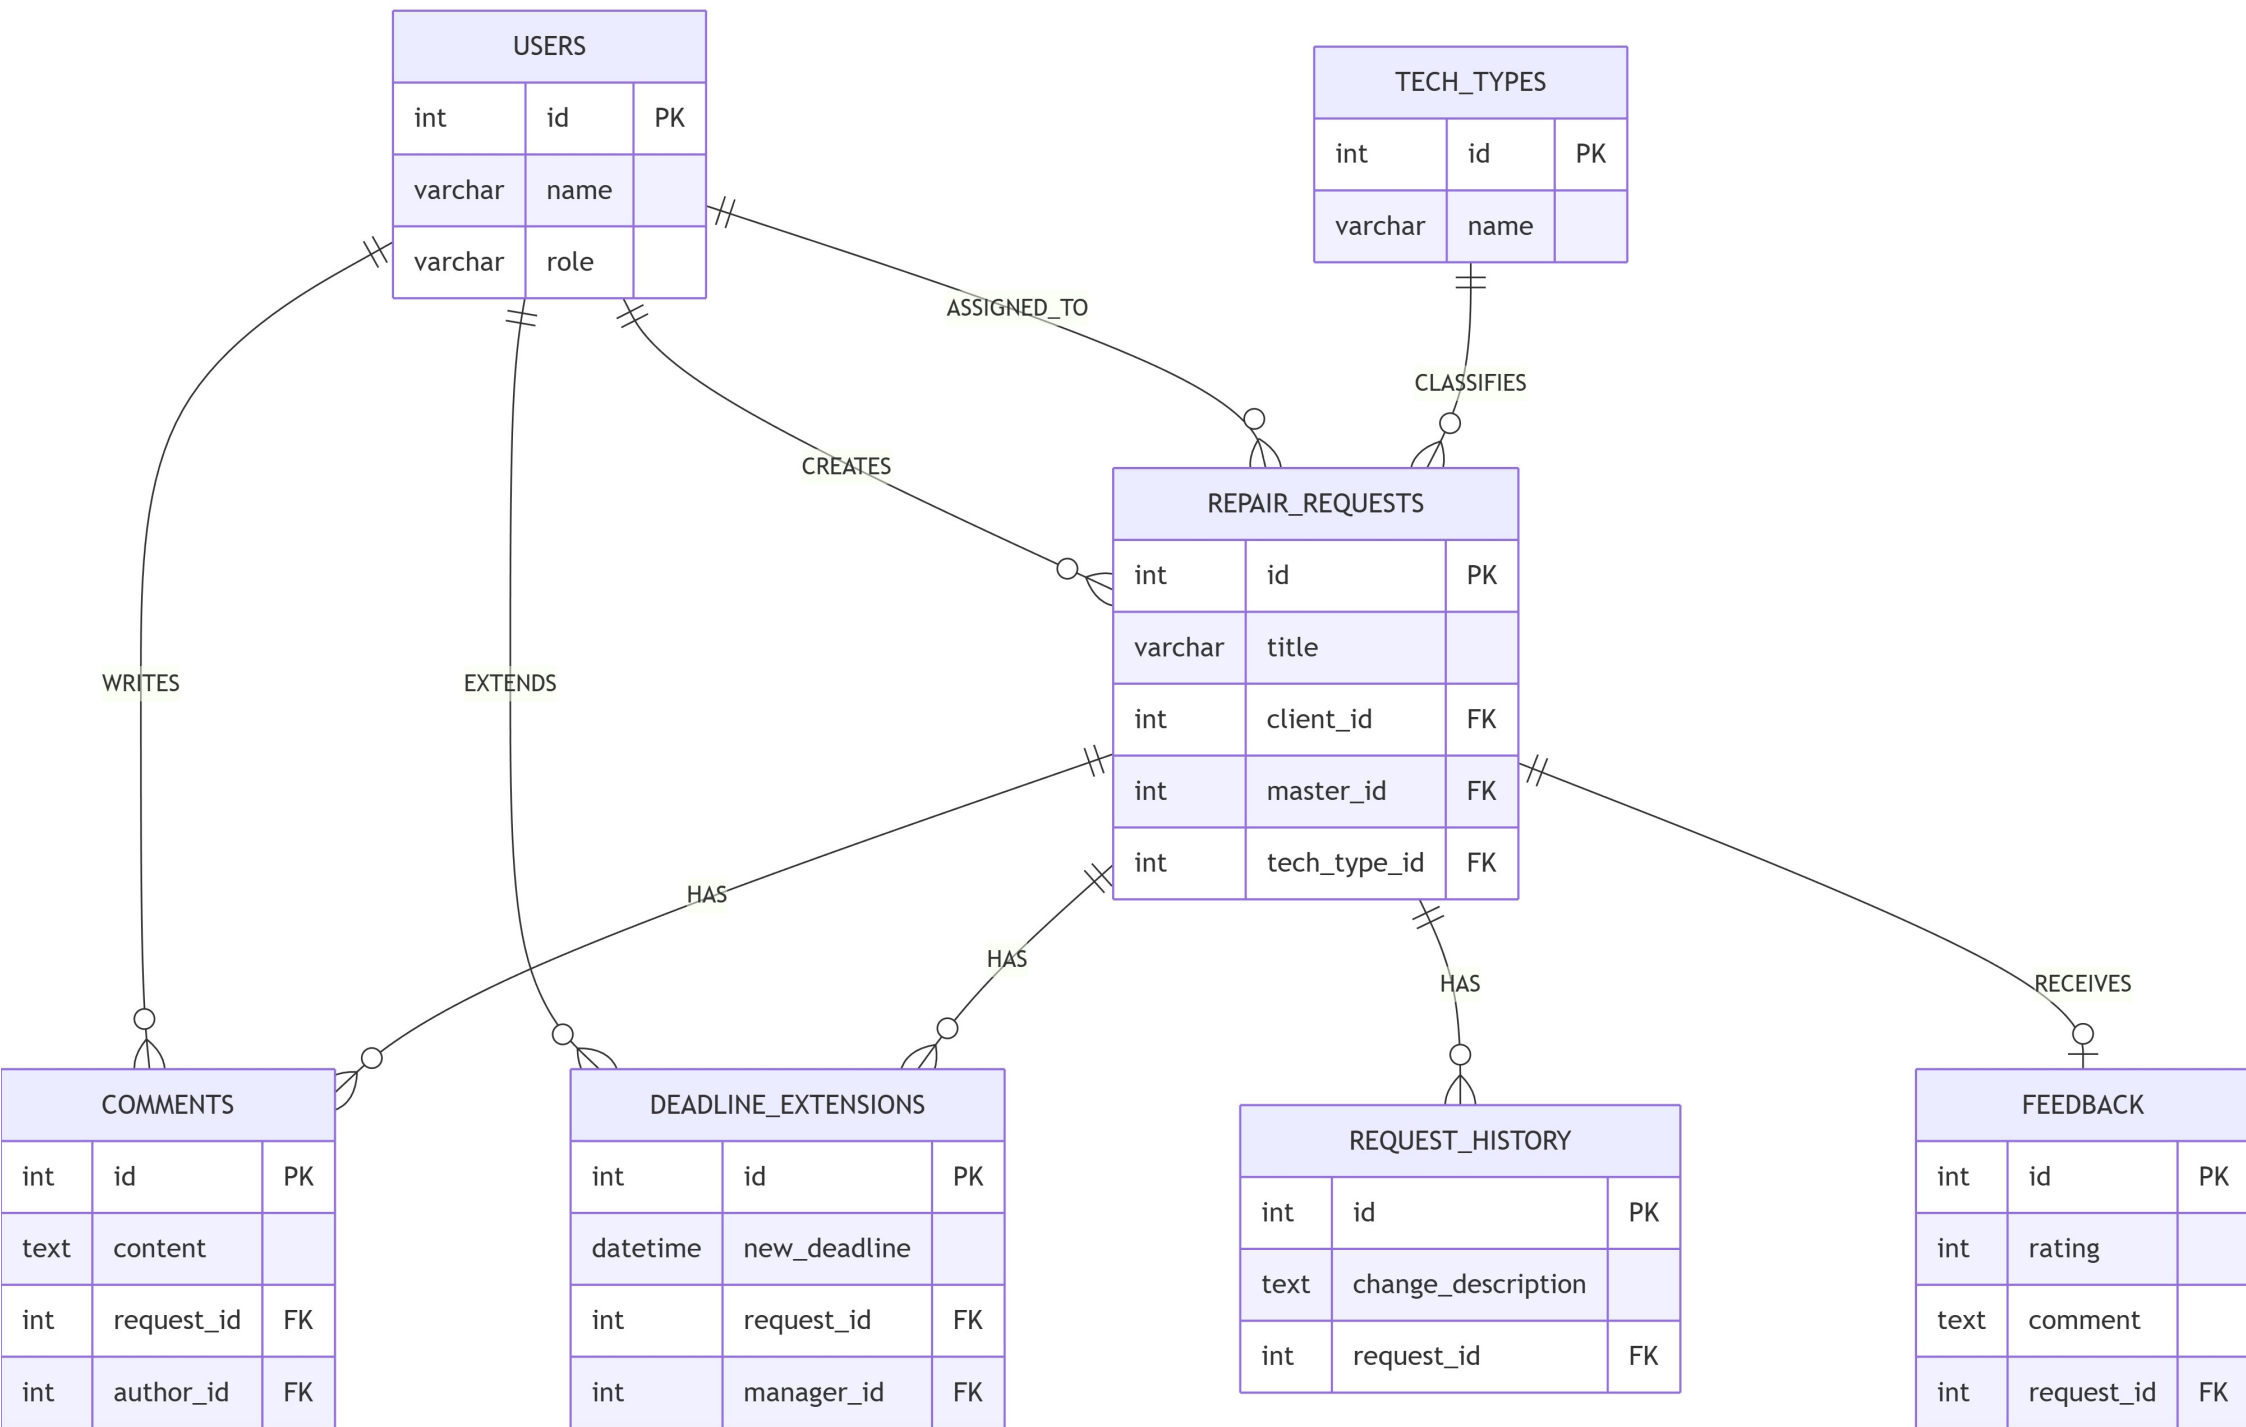 USERS
int id PK
varchar name
varchar role
TECH_TYPES
int id PK
varchar name
ASSIGNED_TO
CLASSIFIES
CREATES
REPAIR_REQUESTS
int id PK
varchar title
int client_id FK
int master_id FK
int tech_type_id FK
WRITES
EXTENDS
HAS
HAS
HAS
RECEIVES
COMMENTS
int id PK
text content
int request_id FK
int author_id FK
DEADLINE_EXTENSIONS
int id PK
datetime new_deadline
int request_id FK
int manager_id FK
REQUEST_HISTORY
int id PK
text change_description
int request_id FK
FEEDBACK
int id PK
int rating
text comment
int request_id FK